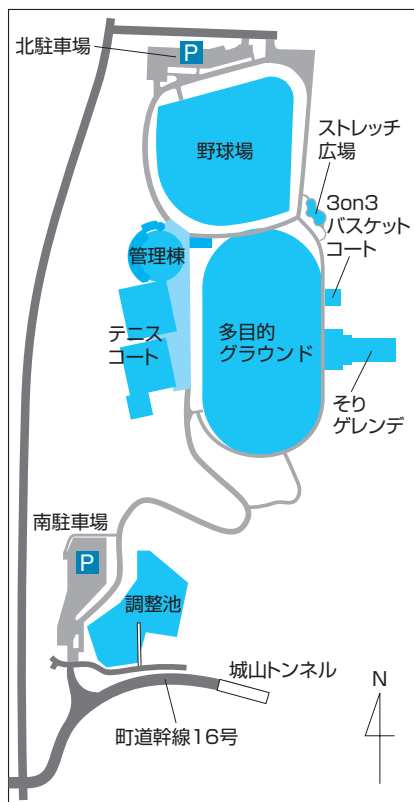 北駐車場
P
野球場
ストレッチ
広場
3on3
バスケット
コート
管理棟
テニス
コート
多目的
グラウンド
そり
ゲレンデ
南駐車場
P
調整池
城山トンネル
町道幹線16号
N